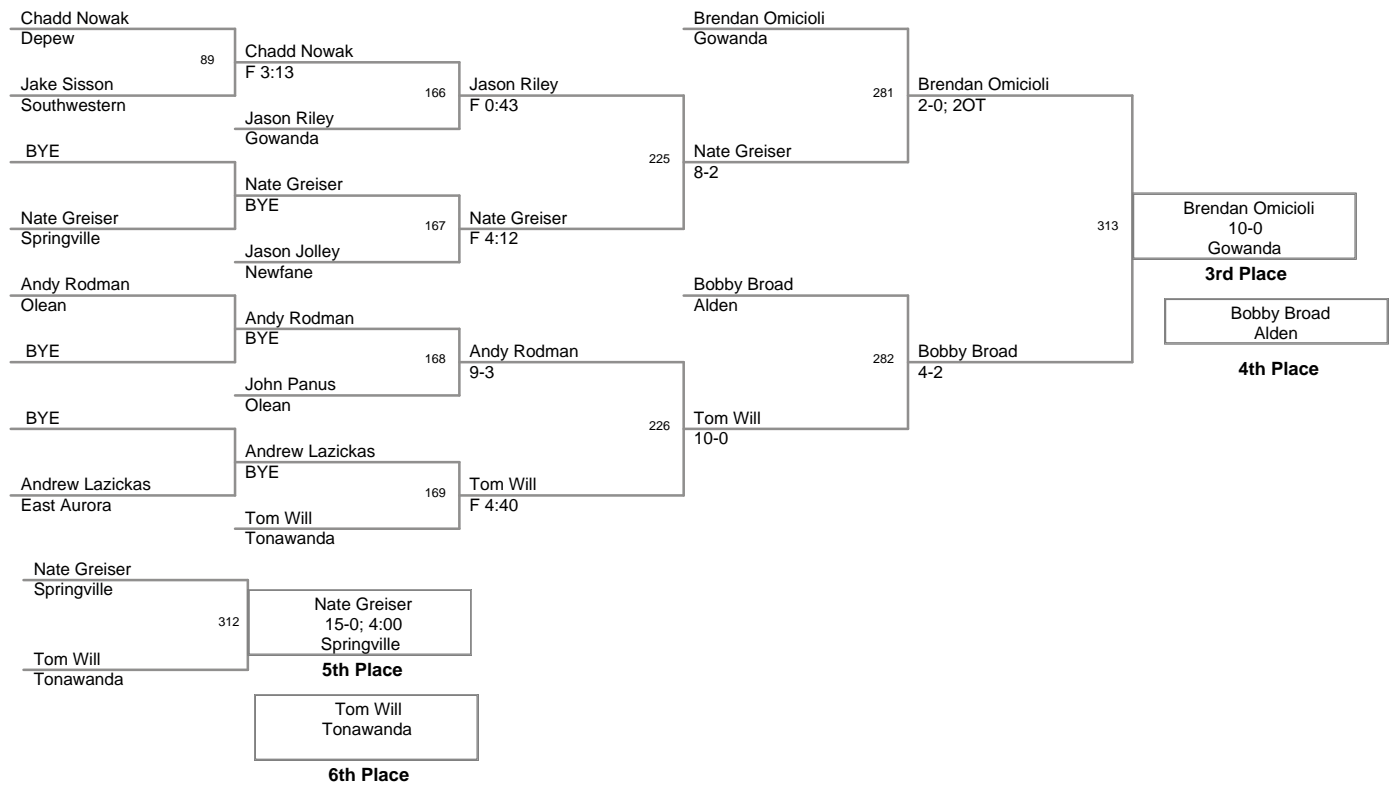 Chadd Nowak
Depew
89
Jake Sisson
Southwestern
BYE
Nate Greiser
Springville
Andy Rodman
Olean
BYE
BYE
Andrew Lazickas
East Aurora
Chadd Nowak
F 3:13
166
Jason Riley
Gowanda
Nate Greiser
BYE
167
Jason Jolley
Newfane
Andy Rodman
BYE
168
John Panus
Olean
Andrew Lazickas
BYE
169
Tom Will
Tonawanda
Jason Riley
F 0:43
225
Nate Greiser
F 4:12
Andy Rodman
9-3
226
Tom Will
F 4:40
Brendan Omicioli
Gowanda
281
Nate Greiser
8-2
Bobby Broad
Alden
282
Tom Will
10-0
Brendan Omicioli
2-0; 2OT
313
Bobby Broad
4-2
Brendan Omicioli
10-0
Gowanda
3rd Place
Bobby Broad
Alden
4th Place
Nate Greiser
Springville
312
Tom Will
Tonawanda
Nate Greiser
15-0; 4:00
Springville
5th Place
Tom Will
Tonawanda
6th Place